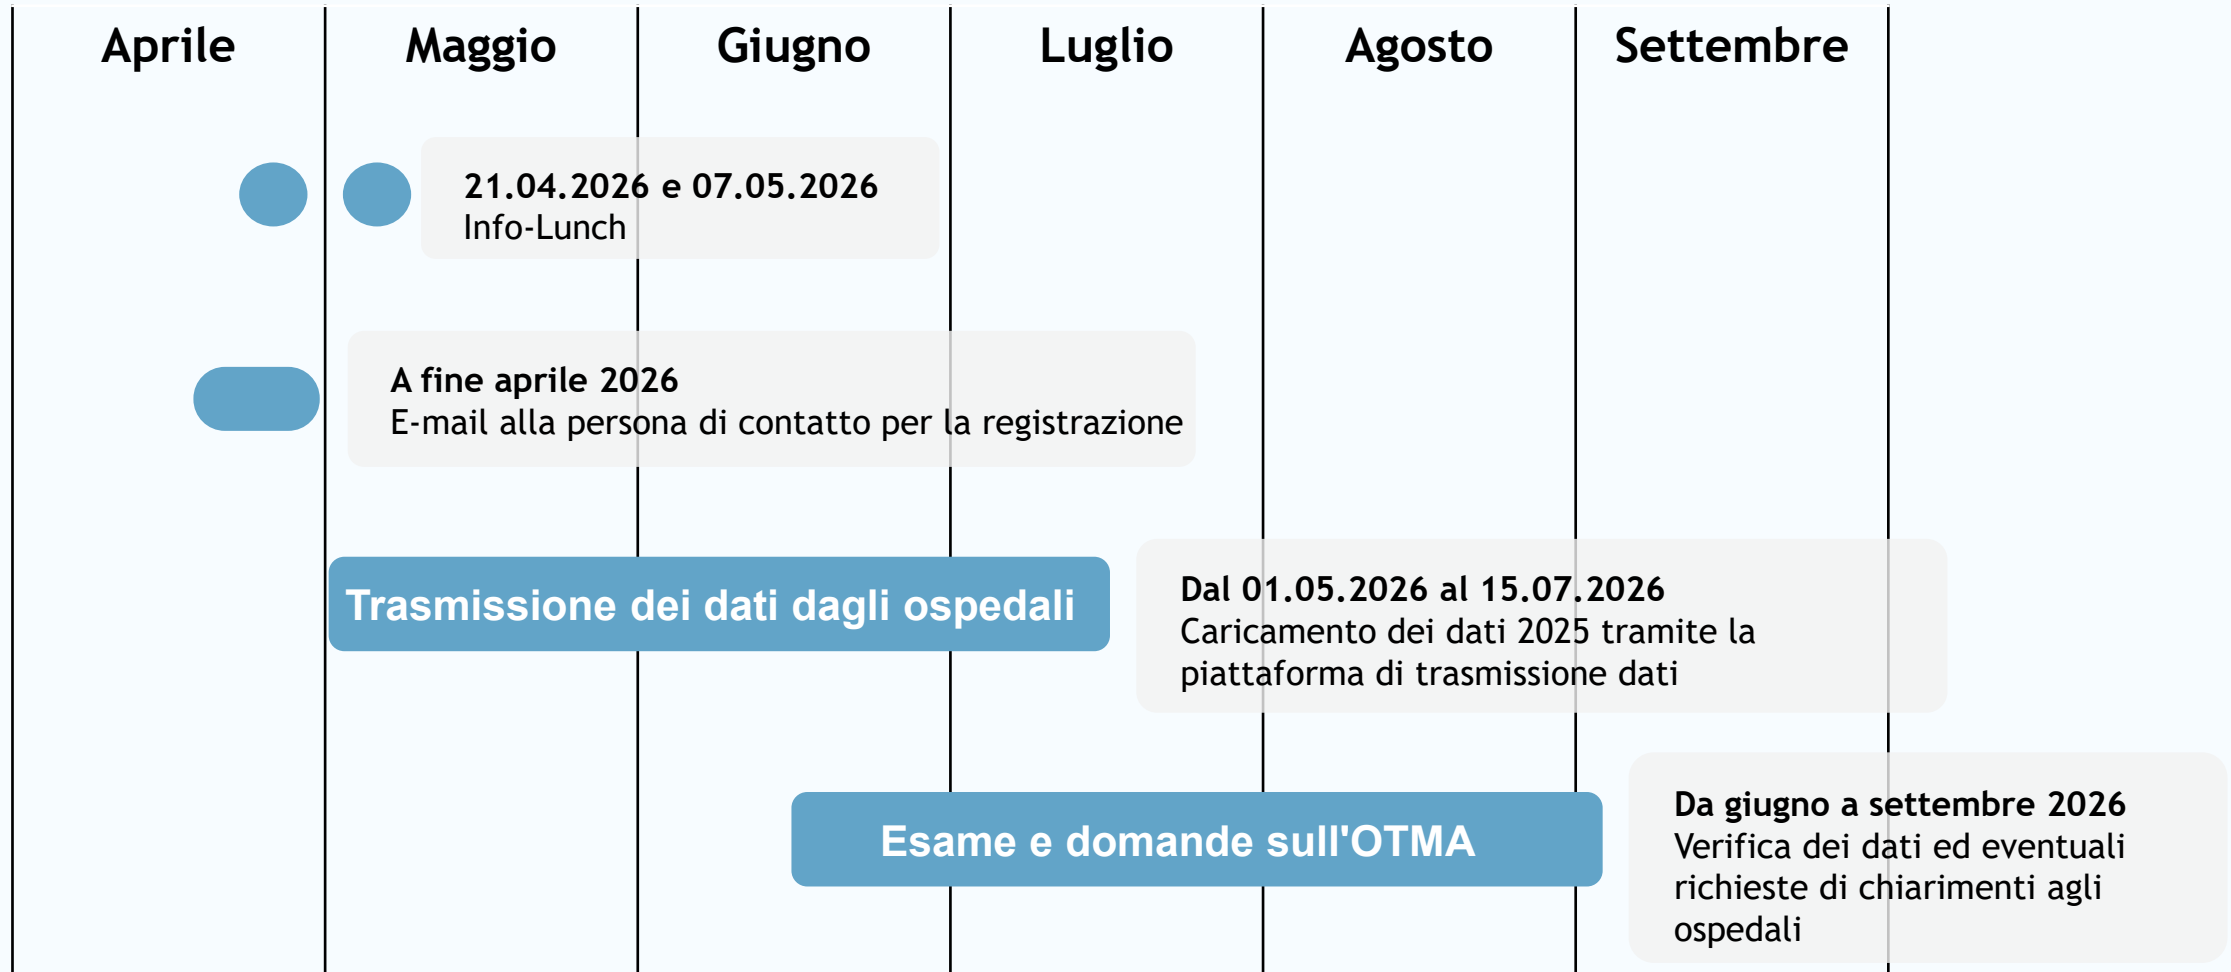 Aprile
Maggio
Giugno
Luglio
Agosto
Settembre
21.04.2026 e 07.05.2026
Info-Lunch
A fine aprile 2026
E-mail alla persona di contatto per la registrazione
Trasmissione dei dati dagli ospedali
Dal 01.05.2026 al 15.07.2026
Caricamento dei dati 2025 tramite la
piattaforma di trasmissione dati
Esame e domande sull'OTMA
Da giugno a settembre 2026
Verifica dei dati ed eventuali
richieste di chiarimenti agli
ospedali